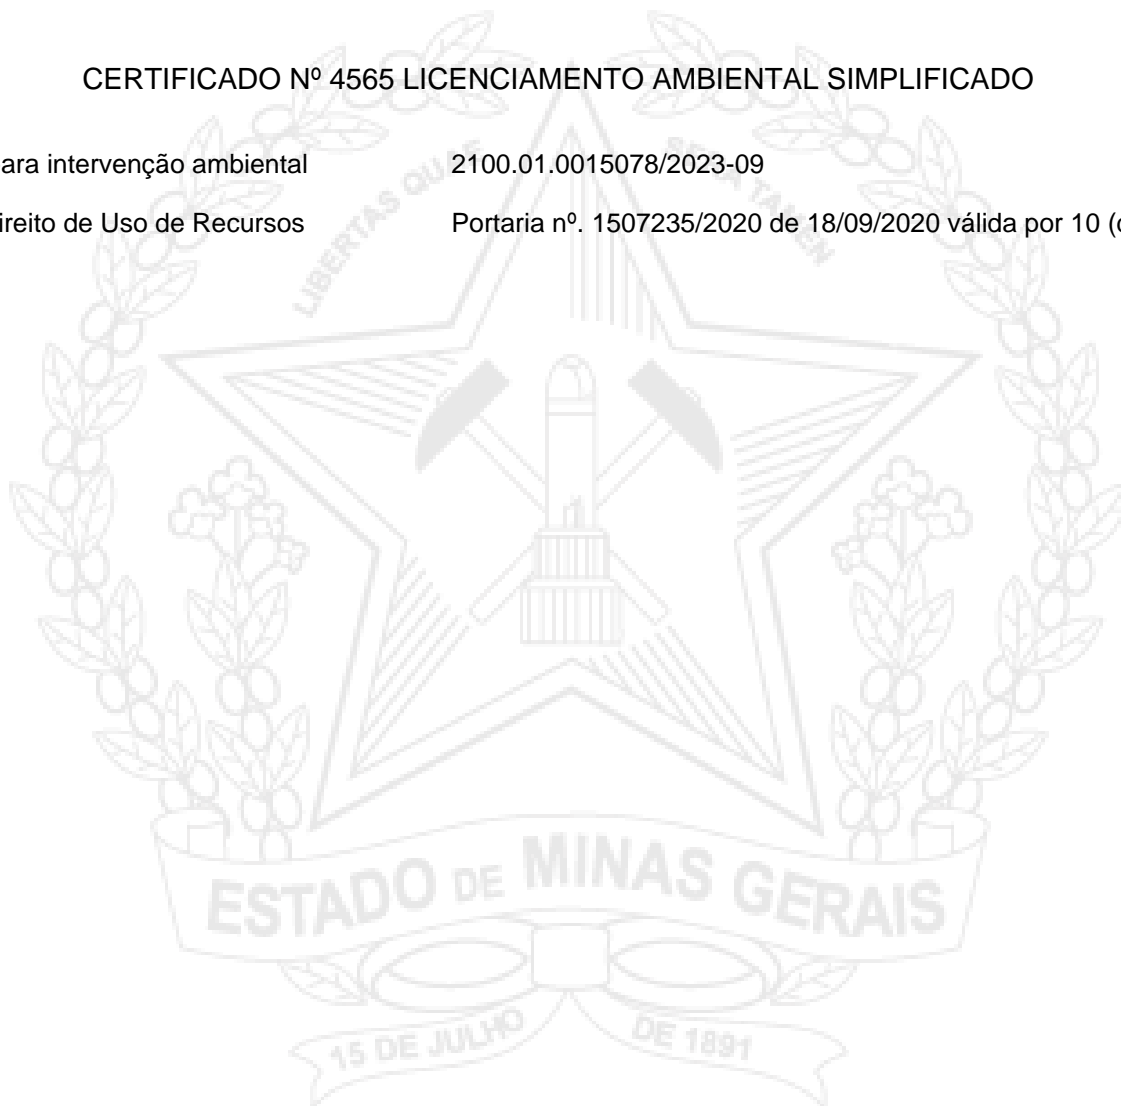 CERTIFICADO Nº 4565 LICENCIAMENTO AMBIENTAL SIMPLIFICADO
ara intervenção ambiental 2100.01.0015078/2023-09
ireito de Uso de Recursos Portaria nº. 1507235/2020 de 18/09/2020 válida por 10 (
LIBERTAS QUAE SERA TAMEN
ESTADO DE MINAS GERAIS
15 DE JULHO DE 1891